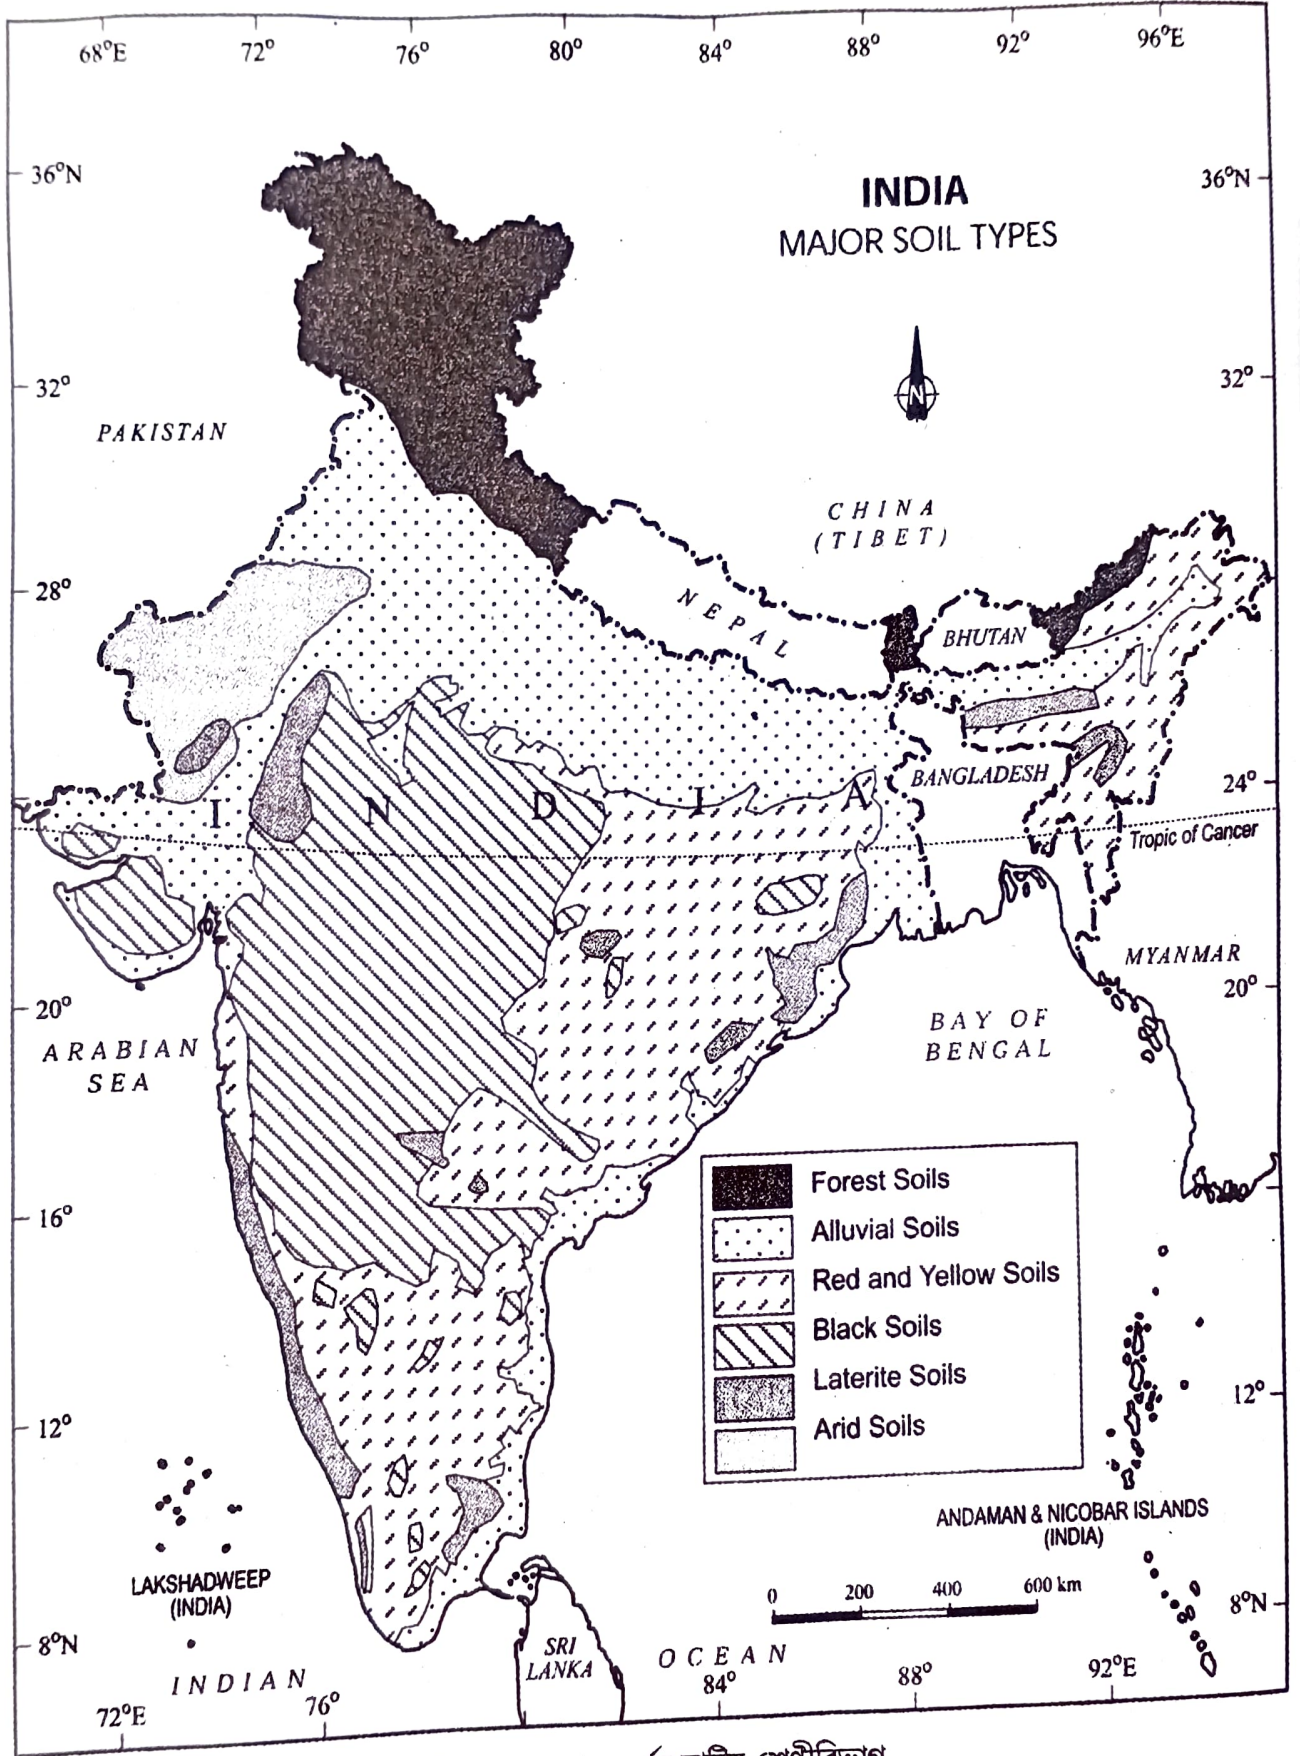 68°E 72° 76° 80° 84° 88° 92° 96°E
36°N
36°N
INDIA
MAJOR SOIL TYPES
N
32°
32°
PAKISTAN
CHINA
(TIBET)
28°
28°
NEPAL
BHUTAN
BANGLADESH
24°
I N D I A
Tropic of Cancer
MYANMAR
20°
20°
ARABIAN
SEA
BAY OF
BENGAL
Forest Soils
Alluvial Soils
Red and Yellow Soils
Black Soils
Laterite Soils
Arid Soils
16°
12°
12°
ANDAMAN & NICOBAR ISLANDS
(INDIA)
LAKSHADWEEP
(INDIA)
0 200 400 600 km
8°N
8°N
SRI
LANKA
INDIAN OCEAN
72°E 76° 84° 88° 92°E